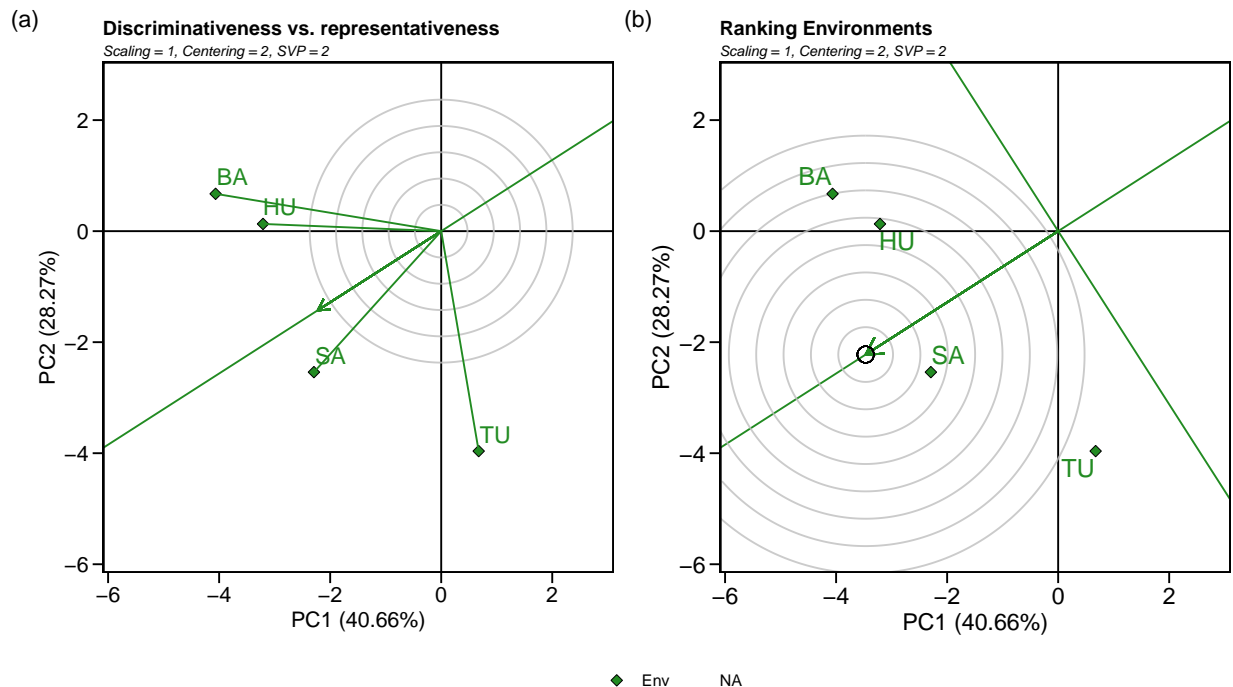 (a)
Discriminativeness vs. representativeness
Scaling = 1, Centering = 2, SVP = 2
2
0
−2
−4
−6
PC2 (28.27%)
BA
HU
SA
TU
−6 −4 −2 0 2
PC1 (40.66%)
(b)
Ranking Environments
Scaling = 1, Centering = 2, SVP = 2
2
0
−2
−4
−6
PC2 (28.27%)
BA
HU
SA
TU
−6 −4 −2 0 2
PC1 (40.66%)
Env NA